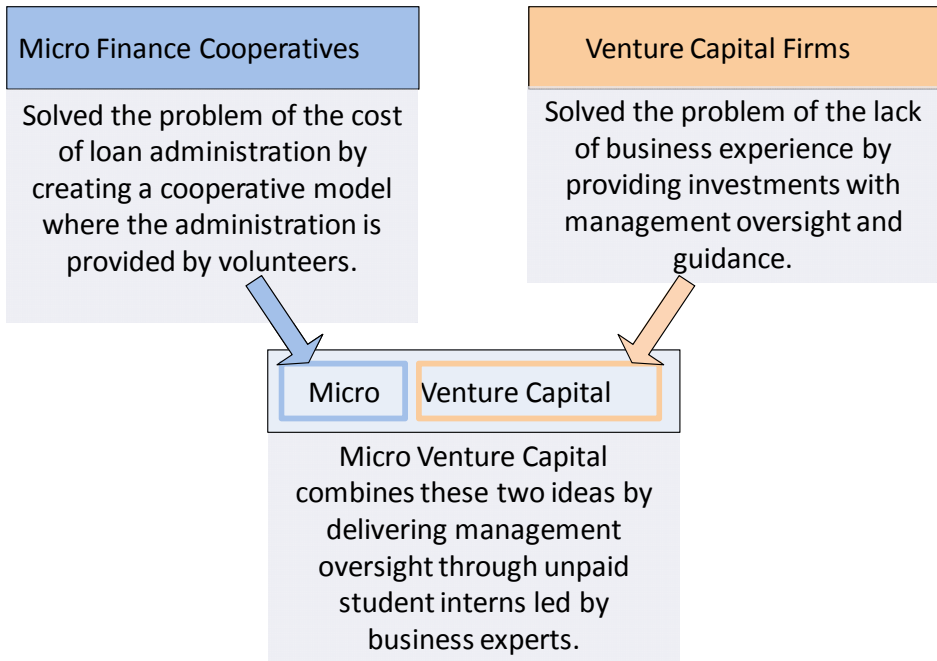 Micro Finance Cooperatives
Solved the problem of the cost
of loan administration by
creating a cooperative model
where the administration is
provided by volunteers.
Venture Capital Firms
Solved the problem of the lack
of business experience by
providing investments with
management oversight and
guidance.
Micro Venture Capital
Micro Venture Capital
combines these two ideas by
delivering management
oversight through unpaid
student interns led by
business experts.